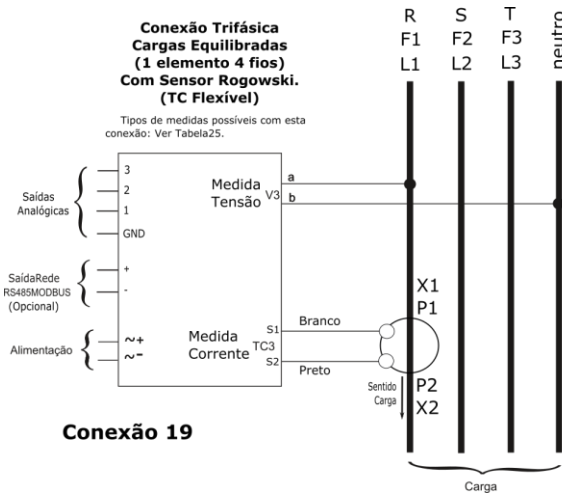 Conexão Trifásica
Cargas Equilibradas
(1 elemento 4 fios)
Com Sensor Rogowski.
(TC Flexível)
Tipos de medidas possíveis com esta
conexão: Ver Tabela25.
R S T
F1 F2 F3
L1 L2 L3
neutro
Saídas
Analógicas
3
2
1
GND
SaídaRede
RS485MODBUS
(Opcional)
+
-
Alimentação
~+
~-
Medida
Tensão
V3
a
b
Medida
Corrente
S1
TC3
S2
Branco
Preto
X1
P1
P2
X2
Sentido
Carga
Conexão 19
Carga